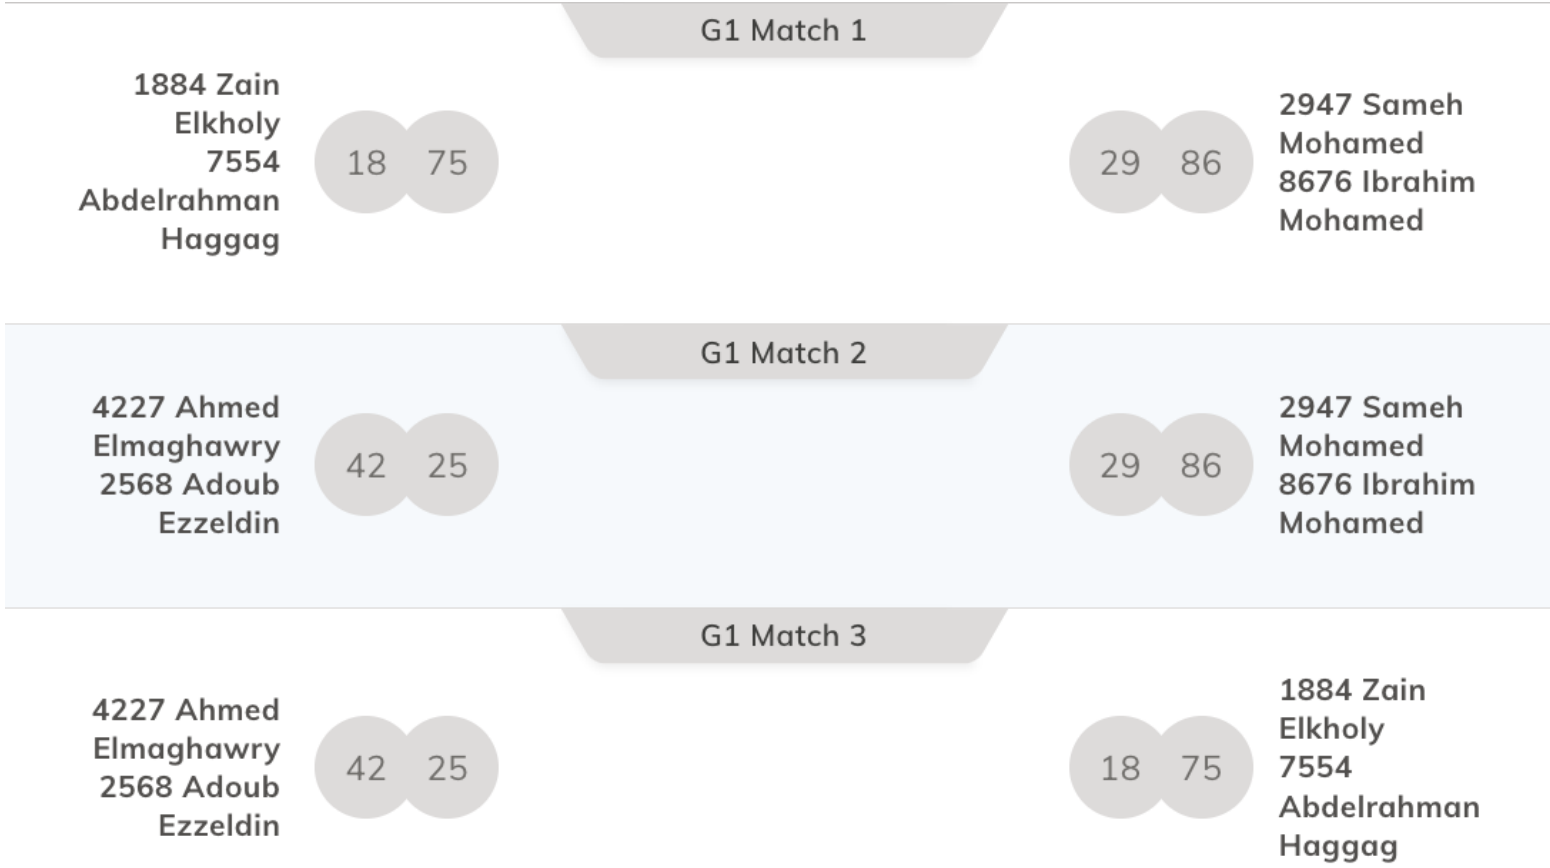 G1 Match 1
1884 Zain
Elkholy
7554
Abdelrahman
Haggag
18 75
29 86
2947 Sameh
Mohamed
8676 Ibrahim
Mohamed
G1 Match 2
4227 Ahmed
Elmaghawry
2568 Adoub
Ezzeldin
42 25
29 86
2947 Sameh
Mohamed
8676 Ibrahim
Mohamed
G1 Match 3
4227 Ahmed
Elmaghawry
2568 Adoub
Ezzeldin
42 25
18 75
1884 Zain
Elkholy
7554
Abdelrahman
Haggag